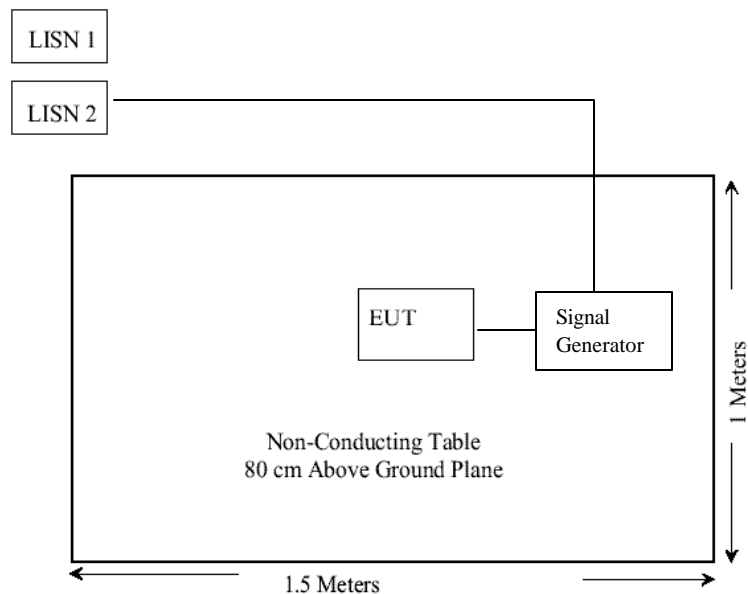 LISN 1
LISN 2
EUT
Signal
Generator
1 Meters
Non-Conducting Table
80 cm Above Ground Plane
1.5 Meters